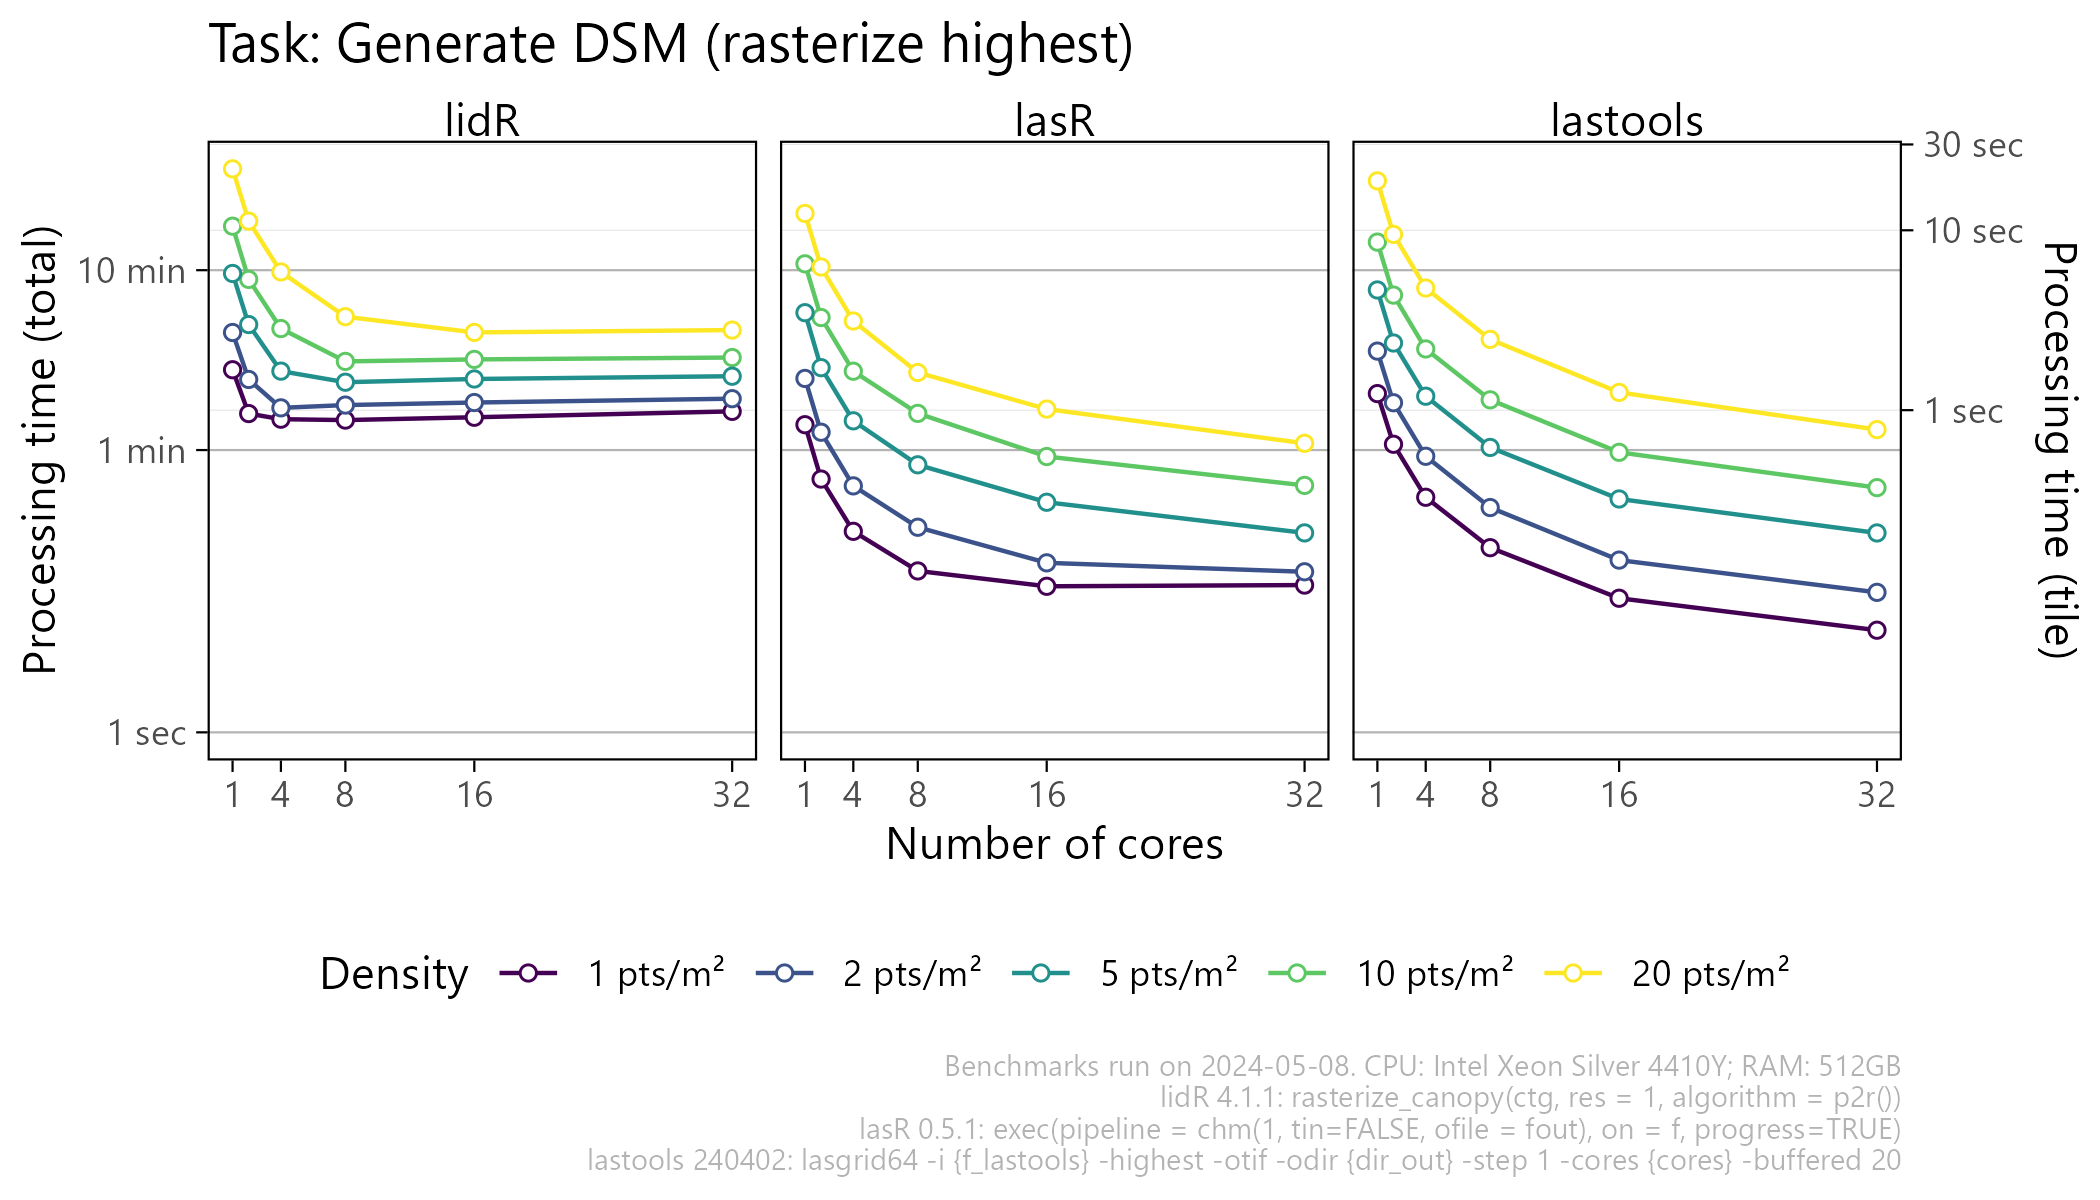 Task: Generate DSM (rasterize highest)
lidR
lasR
lastools
Processing time (total)
10 min
1 min
1 sec
30 sec
10 sec
1 sec
Processing time (tile)
1 4 8 16 32
1 4 8 16 32
1 4 8 16 32
Number of cores
Density 1 pts/m² 2 pts/m² 5 pts/m² 10 pts/m² 20 pts/m²
Benchmarks run on 2024-05-08. CPU: Intel Xeon Silver 4410Y; RAM: 512GB
lidR 4.1.1: rasterize_canopy(ctg, res = 1, algorithm = p2r())
lasR 0.5.1: exec(pipeline = chm(1, tin=FALSE, ofile = fout), on = f, progress=TRUE)
lastools 240402: lasgrid64 -i {f_lastools} -highest -otif -odir {dir_out} -step 1 -cores {cores} -buffered 20